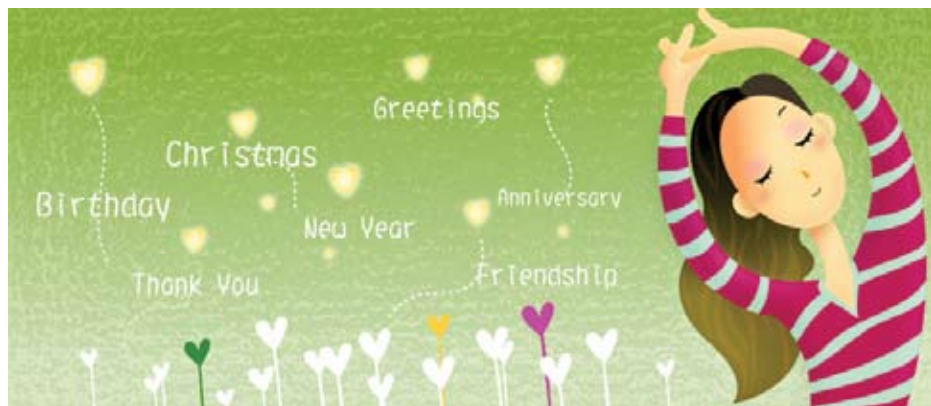 Greetings
Christmas
Anniversary
Birthday
New Year
Thank You
Friendship